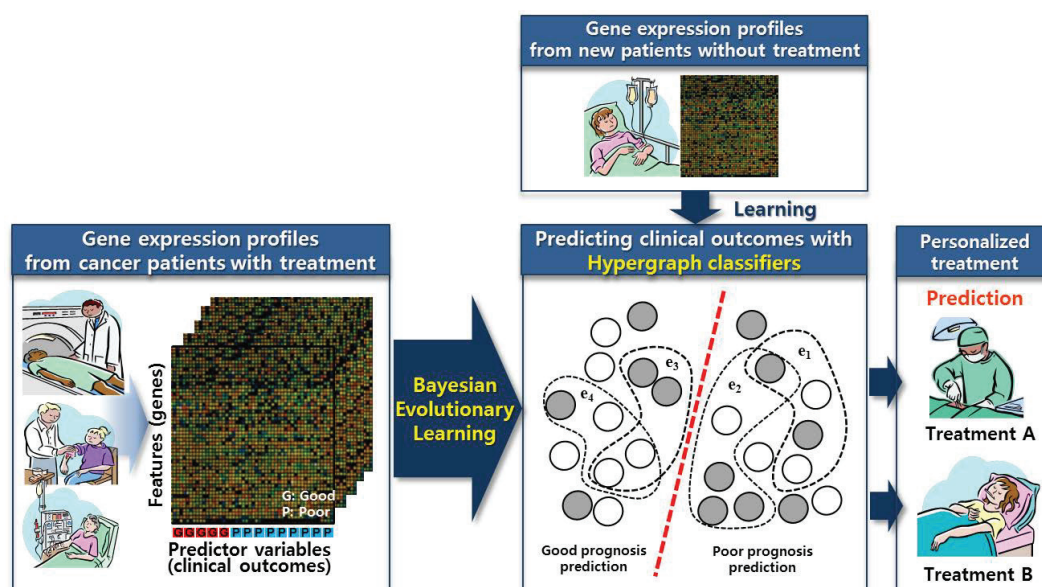 Gene expression profiles
from new patients without treatment
Learning
Gene expression profiles
from cancer patients with treatment
Features (genes)
G: Good
P: Poor
G G G G G P P P P P P P P P P
Predictor variables
(clinical outcomes)
Bayesian
Evolutionary
Learning
Predicting clinical outcomes with
Hypergraph classifiers
e1
e3
e2
e4
Good prognosis
prediction
Poor prognosis
prediction
Personalized
treatment
Prediction
Treatment A
Treatment B